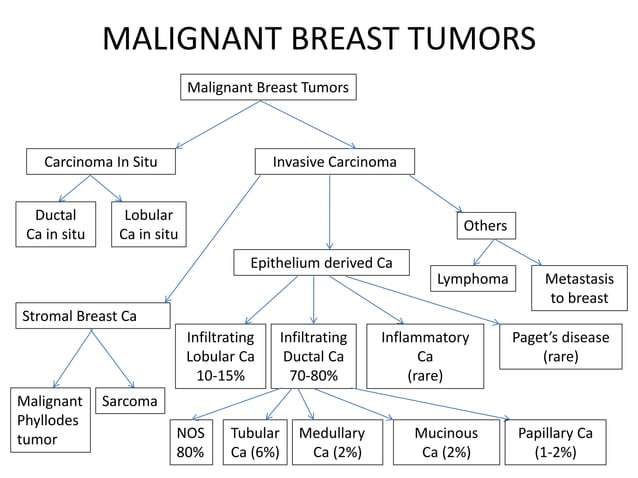 MALIGNANT BREAST TUMORS
Malignant Breast Tumors
Carcinoma In Situ
Invasive Carcinoma
Ductal
Ca in situ
Lobular
Ca in situ
Others
Epithelium derived Ca
Lymphoma
Metastasis
to breast
Stromal Breast Ca
Infiltrating
Lobular Ca
10-15%
Infiltrating
Ductal Ca
70-80%
Inflammatory
Ca
(rare)
Paget’s disease
(rare)
Malignant
Phyllodes
tumor
Sarcoma
NOS
80%
Tubular
Ca (6%)
Medullary
Ca (2%)
Mucinous
Ca (2%)
Papillary Ca
(1-2%)